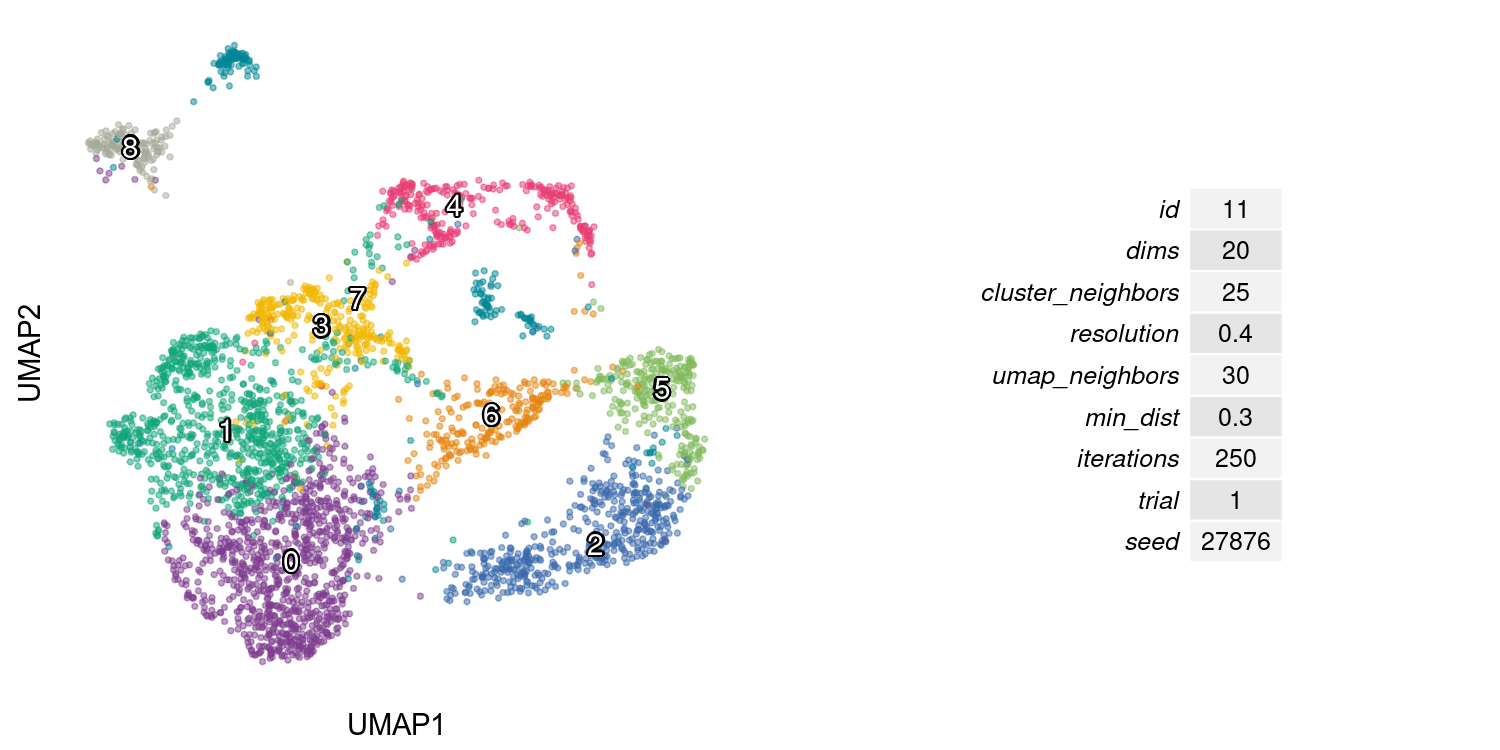 8
4
7
3
5
6
1
2
0
UMAP1
UMAP2
id 11
dims 20
cluster_neighbors 25
resolution 0.4
umap_neighbors 30
min_dist 0.3
iterations 250
trial 1
seed 27876